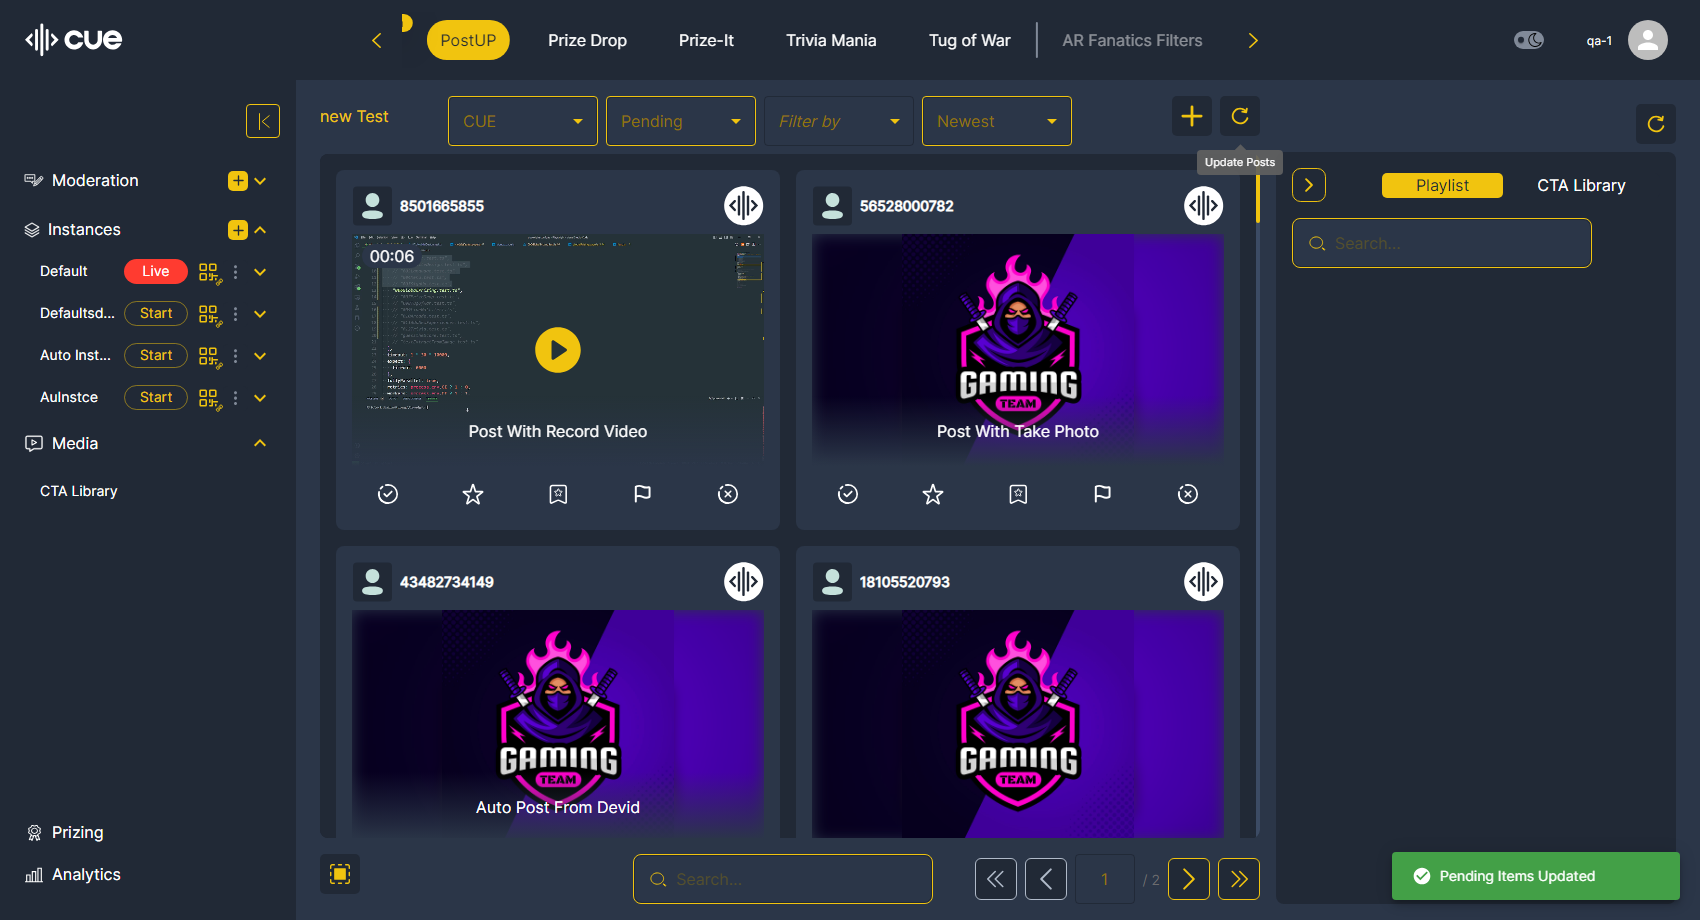 cue
PostUP
Prize Drop
Prize-It
Trivia Mania
Tug of War
AR Fanatics Filters
qa-1
new Test
CUE
Pending
Filter by
Newest
Update Posts
Moderation
Instances
Default
Live
Defaultsd...
Start
Auto Inst...
Start
AuInstce
Start
Media
CTA Library
Prizing
Analytics
8501665855
00:06
Post With Record Video
56528000782
GAMING
TEAM
Post With Take Photo
43482734149
GAMING
TEAM
Auto Post From Devid
18105520793
GAMING
TEAM
Playlist
CTA Library
Search...
Search...
1
/ 2
Pending Items Updated